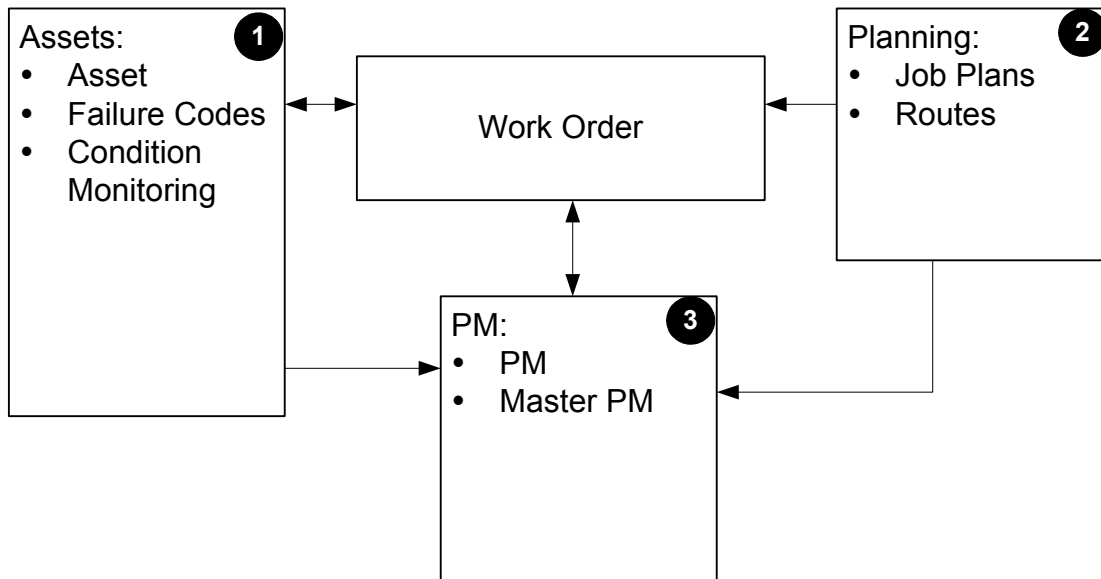 Assets:
1
• Asset
• Failure Codes
• Condition
Monitoring
Work Order
Planning:
2
• Job Plans
• Routes
PM:
3
• PM
• Master PM